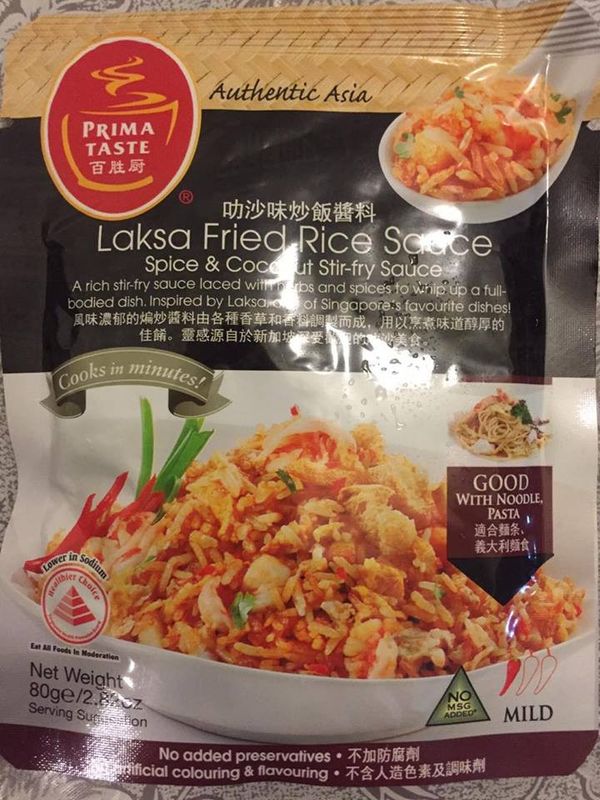 Authentic Asia
PRIMA
TASTE
百胜厨
®
叻沙味炒飯醬料
Laksa Fried Rice Sauce
Spice & Coconut Stir-fry Sauce
A rich stir-fry sauce laced with herbs and spices to whip up a full-
bodied dish. Inspired by Laksa, of Singapore's favourite dishes!
風味濃郁的煸炒醬料由各種香草和香料調製而成，用以烹煮味道醇厚的
佳餚。靈感源自於新加坡深受 的 美食。
Cooks in minutes!
GOOD
WITH NOODLE,
PASTA
適合麵条、
義大利麵食
Lower in Sodium
Healthier Choice
Eat All Foods In Moderation
Net Weight
80g℮/2.82oz
Serving Suggestion
NO
MSG
ADDED*
MILD
No added preservatives • 不加防腐劑
artificial colouring & flavouring • 不含人造色素及調味劑